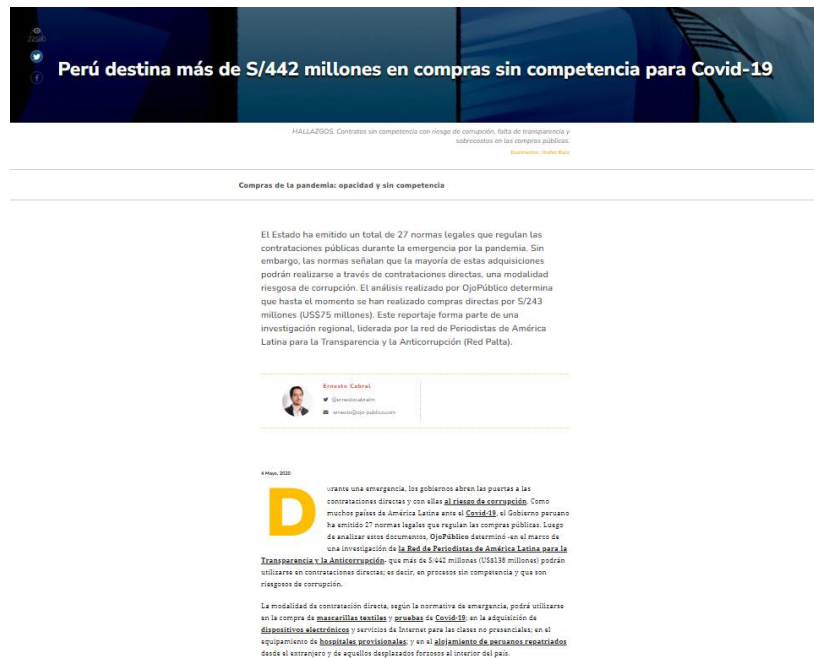 Perú destina más de S/442 millones en compras sin competencia para Covid-19
HALLAZGOS. Contratos sin competencia con riesgo de corrupción, falta de transparencia y
sobrecostos en las compras públicas.
Compras de la pandemia: opacidad y sin competencia
El Estado ha emitido un total de 27 normas legales que regulan las
contrataciones públicas durante la emergencia por la pandemia. Sin
embargo, las normas señalan que la mayoría de estas adquisiciones
podrán realizarse a través de contrataciones directas, una modalidad
riesgosa de corrupción. El análisis realizado por OjoPúblico determina
que hasta el momento se han realizado compras directas por S/243
millones (US$75 millones). Este reportaje forma parte de una
investigación regional, liderada por la red de Periodistas de América
Latina para la Transparencia y la Anticorrupción (Red Palta).
Ernesto Cabral
@ernestocabralm
ernesto@ojo-publico.com
4 Mayo, 2020
Durante una emergencia, los gobiernos abren las puertas a las
contrataciones directas y con ellas al riesgo de corrupción. Como
muchos países de América Latina ante el Covid-19, el Gobierno peruano
ha emitido 27 normas legales que regulan las compras públicas. Luego
de analizar estos documentos, OjoPúblico determinó -en el marco de
una investigación de la Red de Periodistas de América Latina para la
Transparencia y la Anticorrupción- que más de S/442 millones (US$138 millones) podrán
utilizarse en contrataciones directas; es decir, en procesos sin competencia y que son
riesgosos de corrupción.
La modalidad de contratación directa, según la normativa de emergencia, podrá utilizarse
en la compra de mascarillas textiles y pruebas de Covid-19; en la adquisición de
dispositivos electrónicos y servicios de Internet para las clases no presenciales; en el
equipamiento de hospitales provisionales; y en el alojamiento de peruanos repatriados
desde el extranjero y de aquellos desplazados forzosos al interior del país.